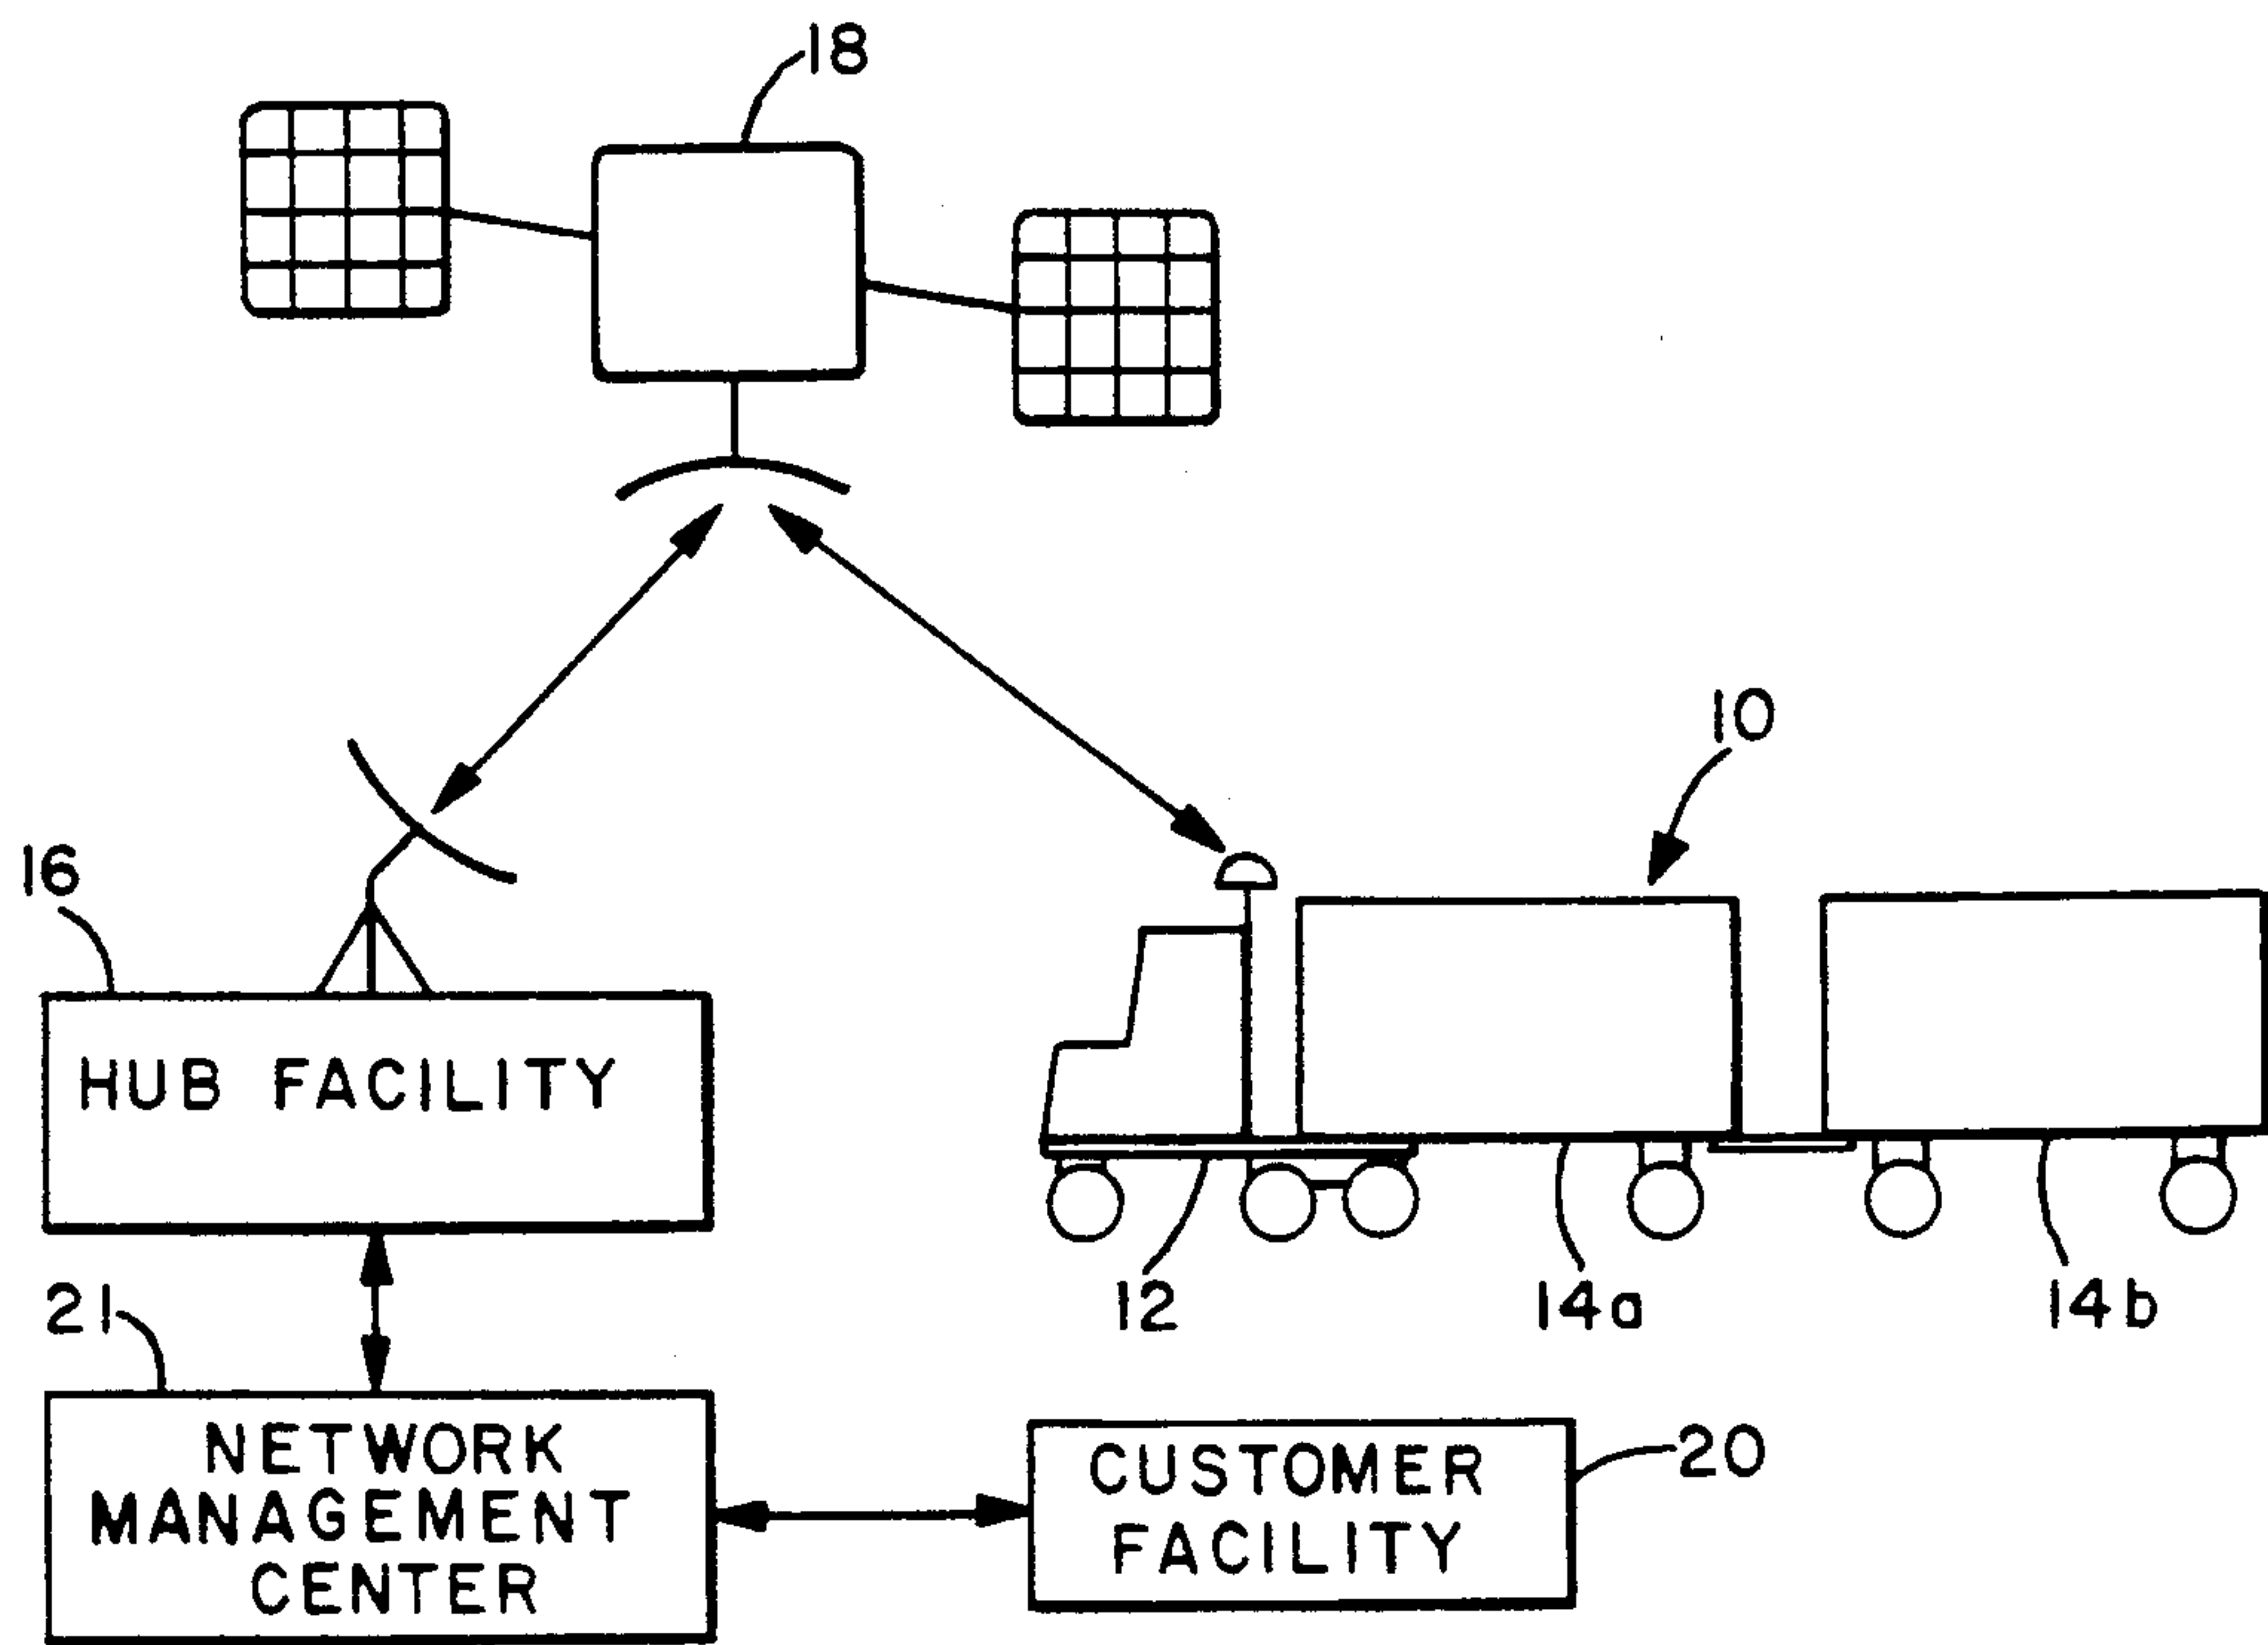 18
10
16
HUB FACILITY
12
14a
14b
21
NETWORK
MANAGEMENT
CENTER
CUSTOMER
FACILITY
20